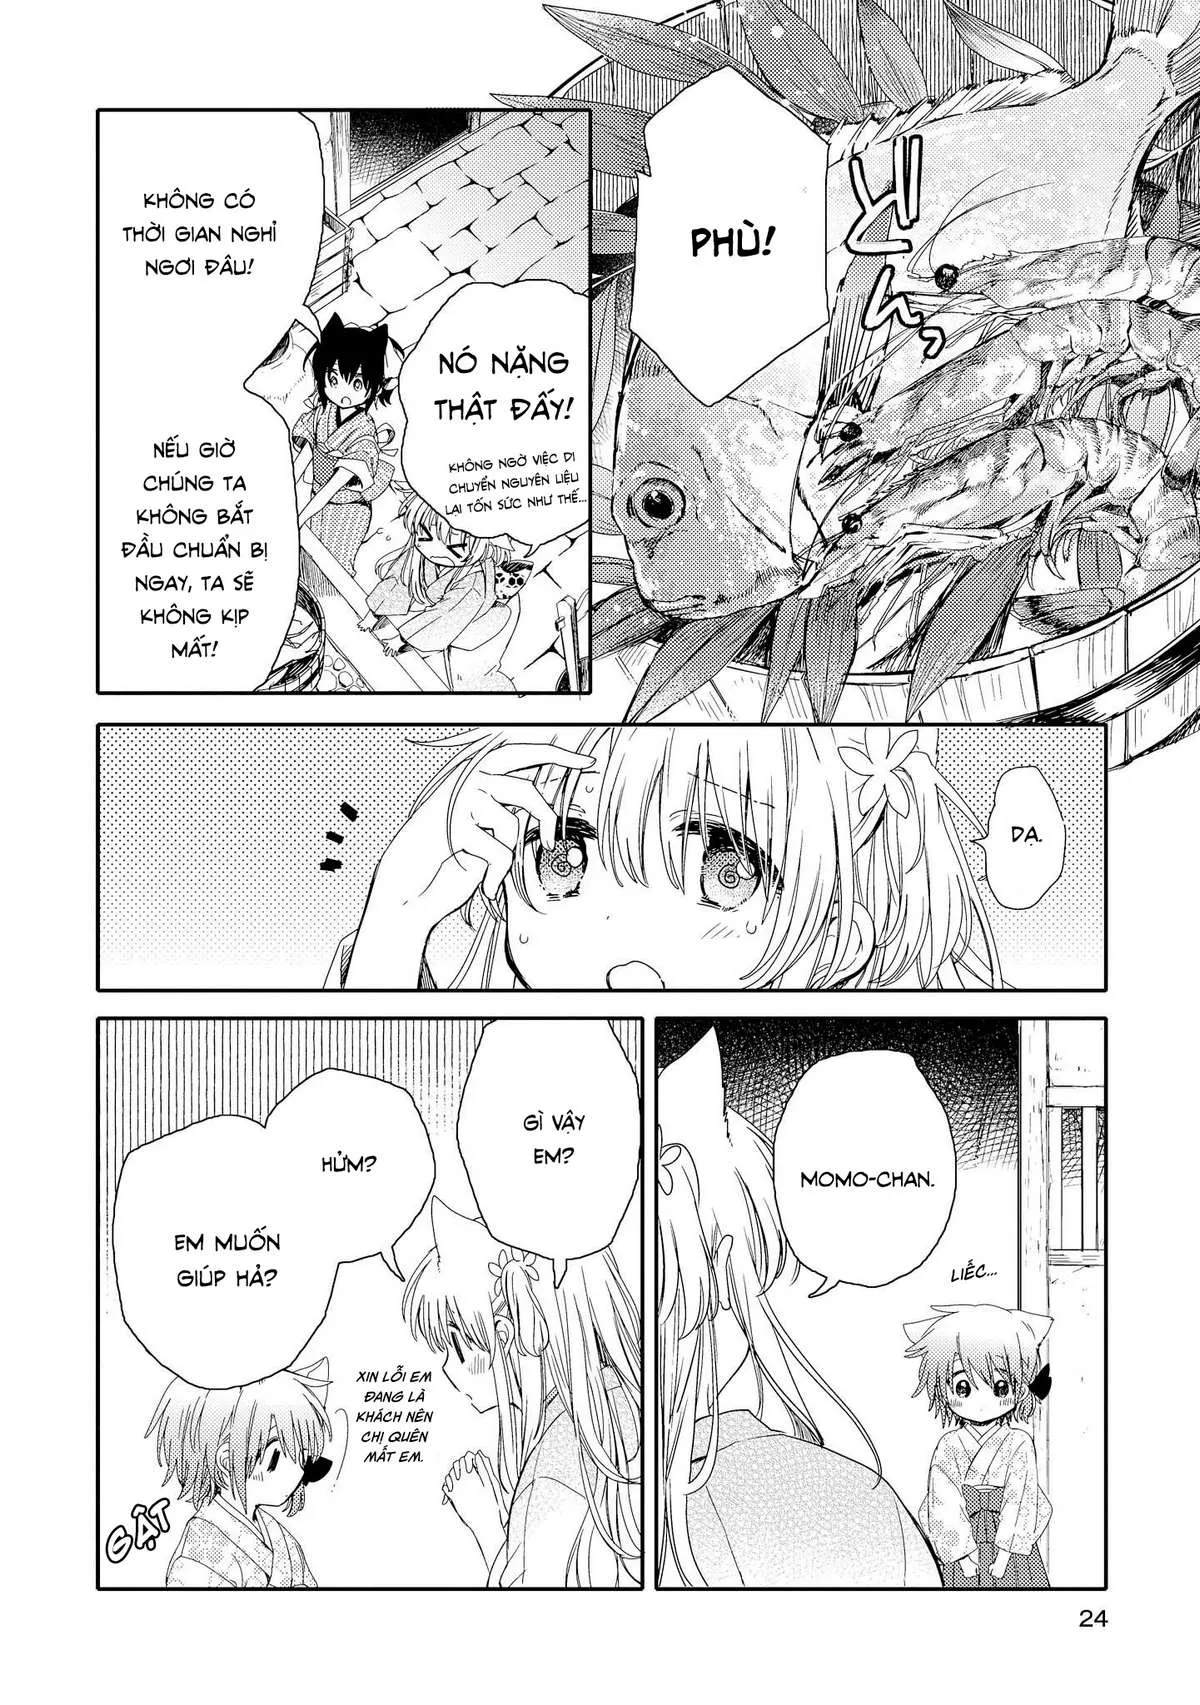 PHÙ!
どんっ
NÓ NẶNG
THẬT ĐẤY!
KHÔNG NGỜ VIỆC DI
CHUYỂN NGUYÊN LIỆU
LẠI TỐN SỨC NHƯ THẾ...
KHÔNG CÓ
THỜI GIAN NGHỈ
NGƠI ĐÂU!
NẾU GIỜ
CHÚNG TA
KHÔNG BẮT
ĐẦU CHUẨN BỊ
NGAY, TA SẼ
KHÔNG KỊP
MẤT!
DẠ.
MOMO-CHAN.
LIẾC...
GÌ VẬY
EM?
HỬM?
EM MUỐN
GIÚP HẢ?
XIN LỖI EM
ĐANG LÀ
KHÁCH NÊN
CHỊ QUÊN
MẤT EM.
GẬT
24